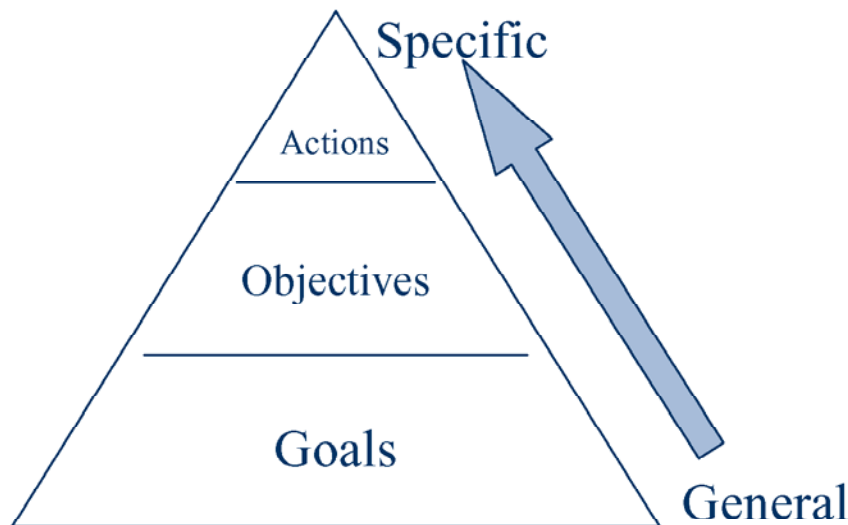 Specific
Actions
Objectives
Goals
General